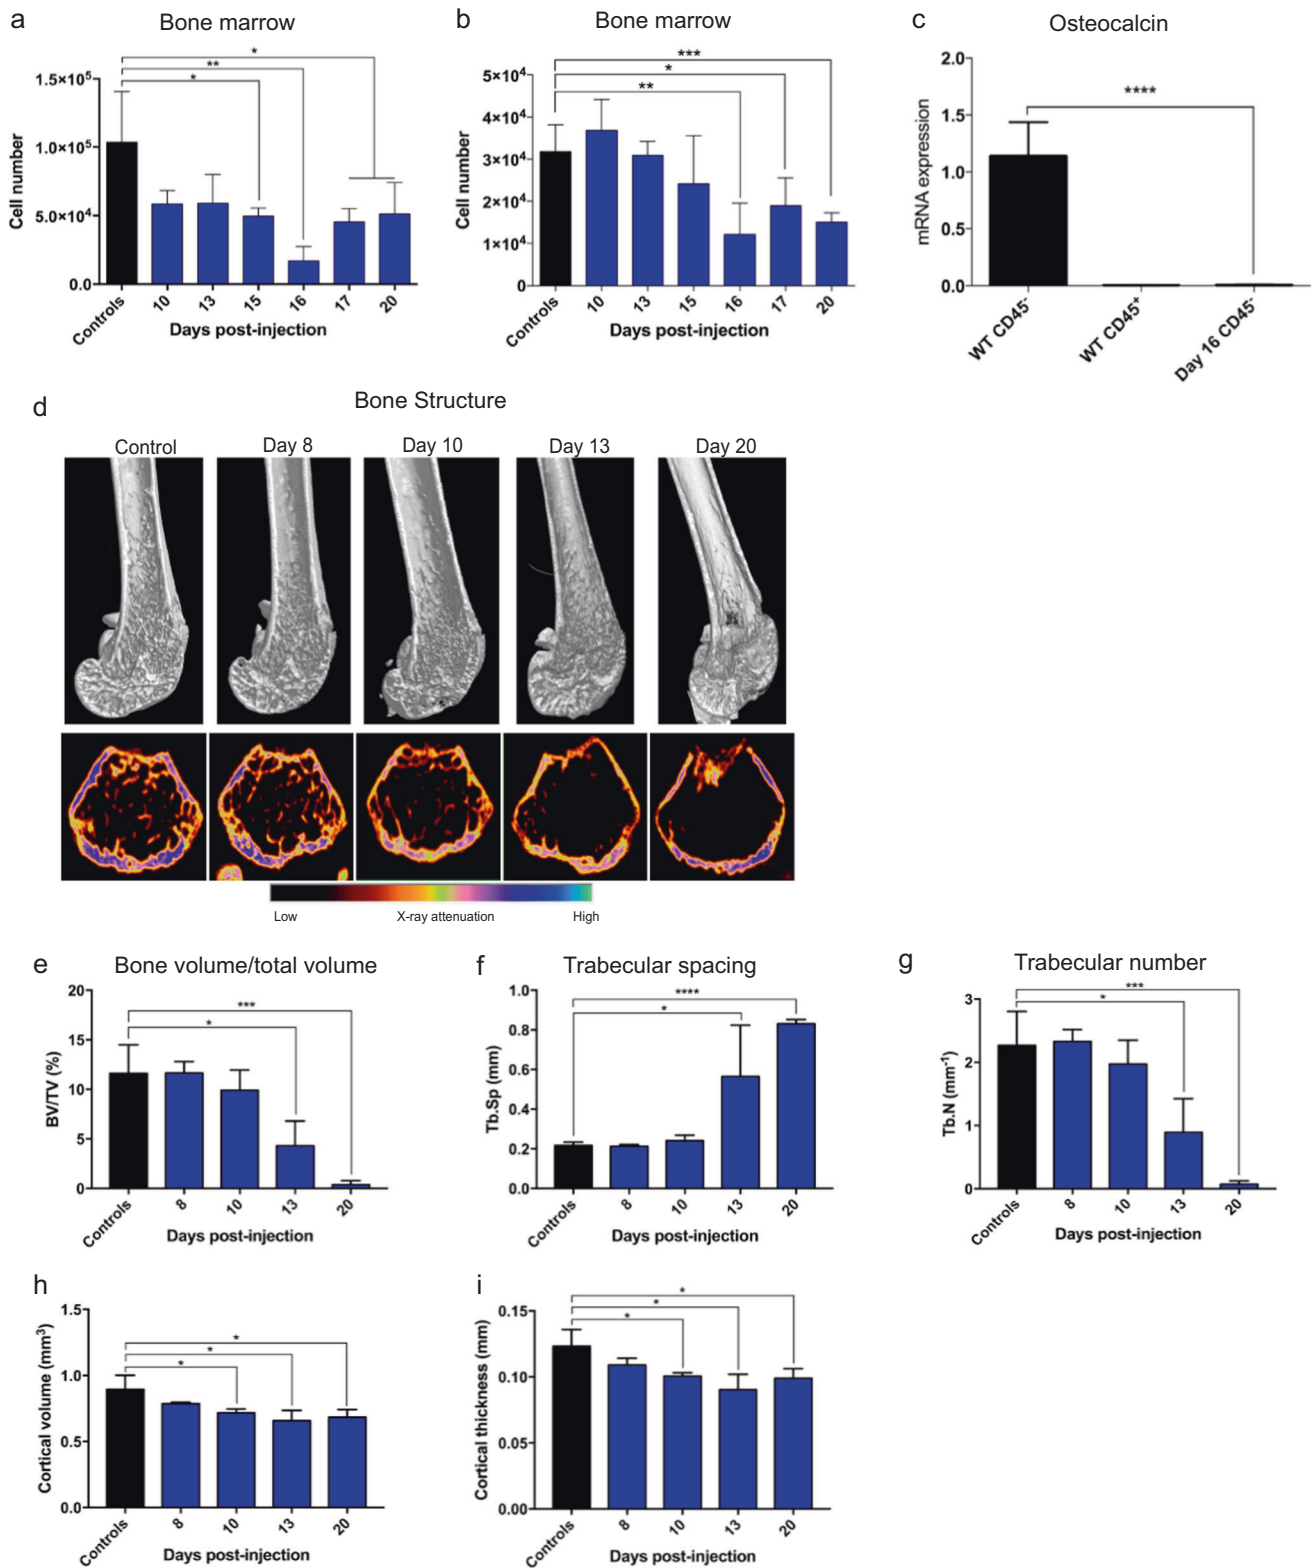 a
Bone marrow
*
**
*
1.5×10⁵
1.0×10⁵
5.0×10⁴
0.0
Cell number
Controls 10 13 15 16 17 20
Days post-injection
b
Bone marrow
***
*
**
5×10⁴
4×10⁴
3×10⁴
2×10⁴
1×10⁴
0
Cell number
Controls 10 13 15 16 17 20
Days post-injection
c
Osteocalcin
****
2.0
1.5
1.0
0.5
0.0
mRNA expression
WT CD45⁻ WT CD45⁺ Day 16 CD45⁻
d
Bone Structure
Control Day 8 Day 10 Day 13 Day 20
Low X-ray attenuation High
e
Bone volume/total volume
***
*
20
15
10
5
0
BV/TV (%)
Controls 8 10 13 20
Days post-injection
f
Trabecular spacing
****
*
1.0
0.8
0.6
0.4
0.2
0.0
Tb.Sp (mm)
Controls 8 10 13 20
Days post-injection
g
Trabecular number
***
*
3
2
1
0
Tb.N (mm⁻¹)
Controls 8 10 13 20
Days post-injection
h
*
*
*
1.5
1.0
0.5
0.0
Cortical volume (mm³)
Controls 8 10 13 20
Days post-injection
i
*
*
*
0.15
0.10
0.05
0.00
Cortical thickness (mm)
Controls 8 10 13 20
Days post-injection